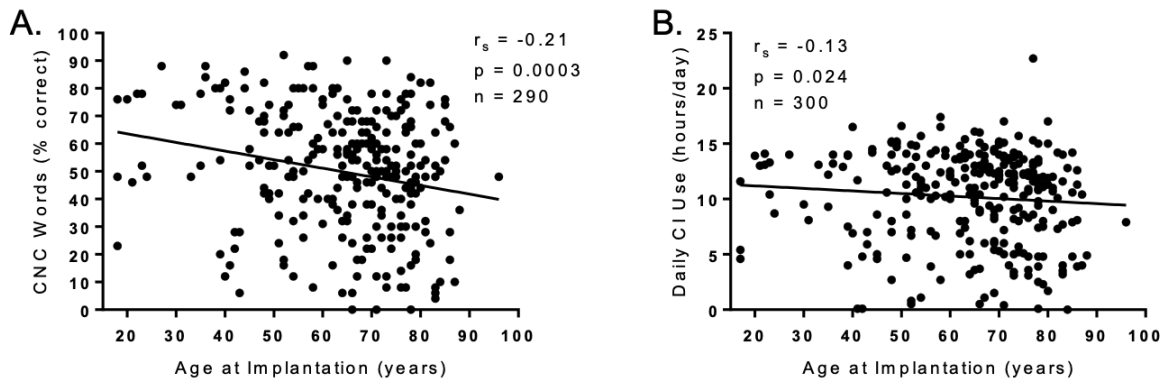 A.
r_s = -0.21
p = 0.0003
n = 290
CNC Words (% correct)
100
90
80
70
60
50
40
30
20
10
0
20 30 40 50 60 70 80 90 100
Age at Implantation (years)
B.
r_s = -0.13
p = 0.024
n = 300
Daily CI Use (hours/day)
25
20
15
10
5
0
20 30 40 50 60 70 80 90 100
Age at Implantation (years)